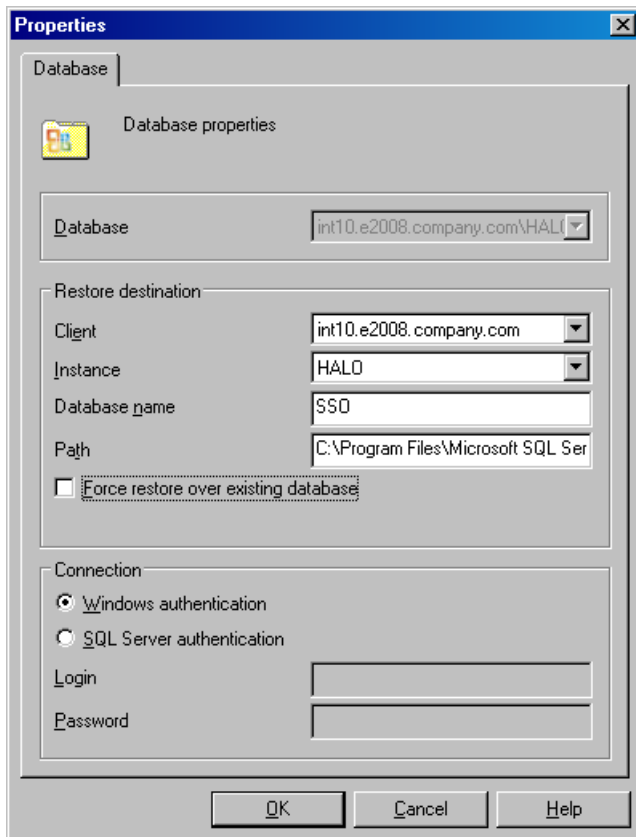 Properties
Database
Database properties
Database int10.e2008.company.com\HAL
Restore destination
Client int10.e2008.company.com
Instance HALO
Database name SSO
Path C:\Program Files\Microsoft SQL Ser
Force restore over existing database
Connection
Windows authentication
SQL Server authentication
Login
Password
OK Cancel Help